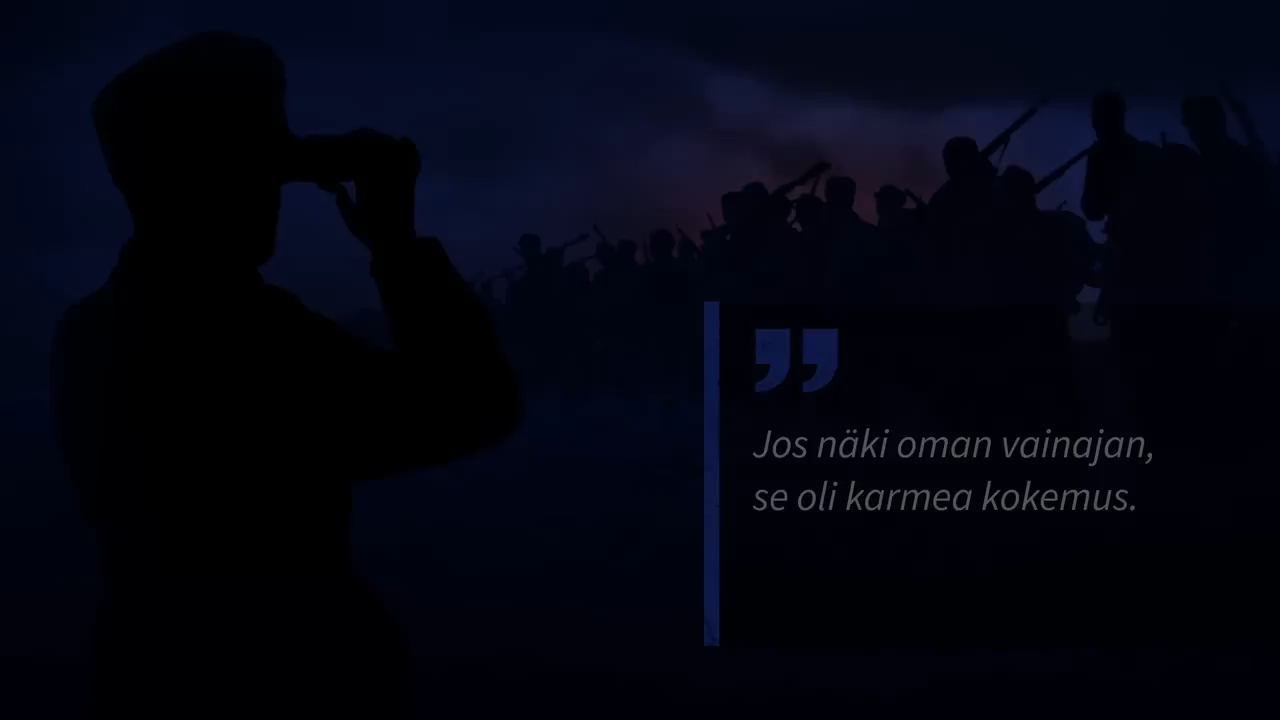 ”
Jos näki oman vainajan,
se oli karmea kokemus.